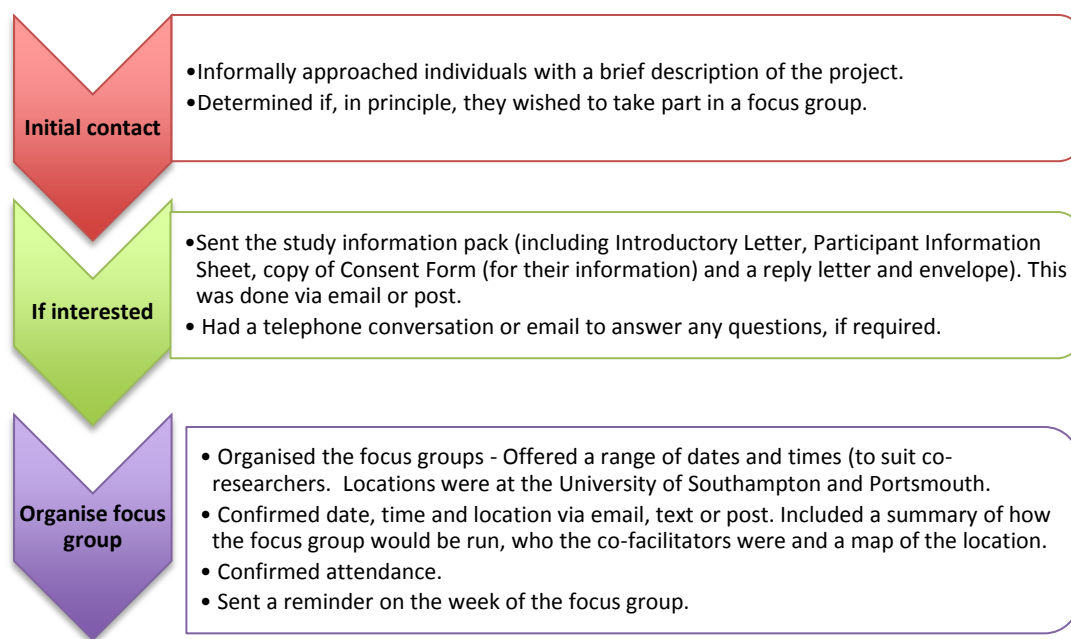 Initial contact
•Informally approached individuals with a brief description of the project.
•Determined if, in principle, they wished to take part in a focus group.
If interested
•Sent the study information pack (including Introductory Letter, Participant Information
Sheet, copy of Consent Form (for their information) and a reply letter and envelope). This
was done via email or post.
• Had a telephone conversation or email to answer any questions, if required.
Organise focus
group
• Organised the focus groups - Offered a range of dates and times (to suit co-
researchers.  Locations were at the University of Southampton and Portsmouth.
• Confirmed date, time and location via email, text or post. Included a summary of how
the focus group would be run, who the co-facilitators were and a map of the location.
• Confirmed attendance.
• Sent a reminder on the week of the focus group.